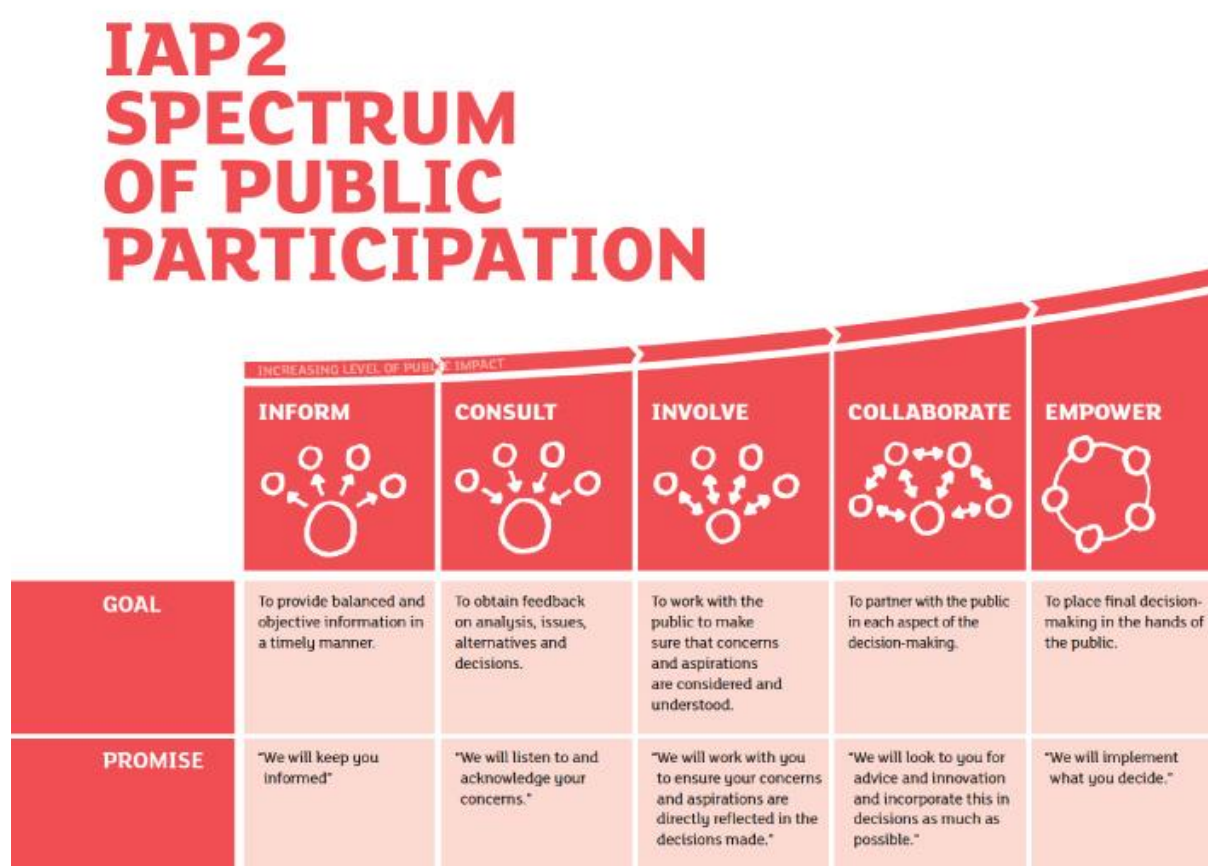 IAP2
SPECTRUM
OF PUBLIC
PARTICIPATION
INCREASING LEVEL OF PUBLIC IMPACT
INFORM
CONSULT
INVOLVE
COLLABORATE
EMPOWER
GOAL
To provide balanced and
objective information in
a timely manner.
To obtain feedback
on analysis, issues,
alternatives and
decisions.
To work with the
public to make
sure that concerns
and aspirations
are considered and
understood.
To partner with the public
in each aspect of the
decision-making.
To place final decision-
making in the hands of
the public.
PROMISE
"We will keep you
informed"
"We will listen to and
acknowledge your
concerns."
"We will work with you
to ensure your concerns
and aspirations are
directly reflected in the
decisions made."
"We will look to you for
advice and innovation
and incorporate this in
decisions as much as
possible."
"We will implement
what you decide."